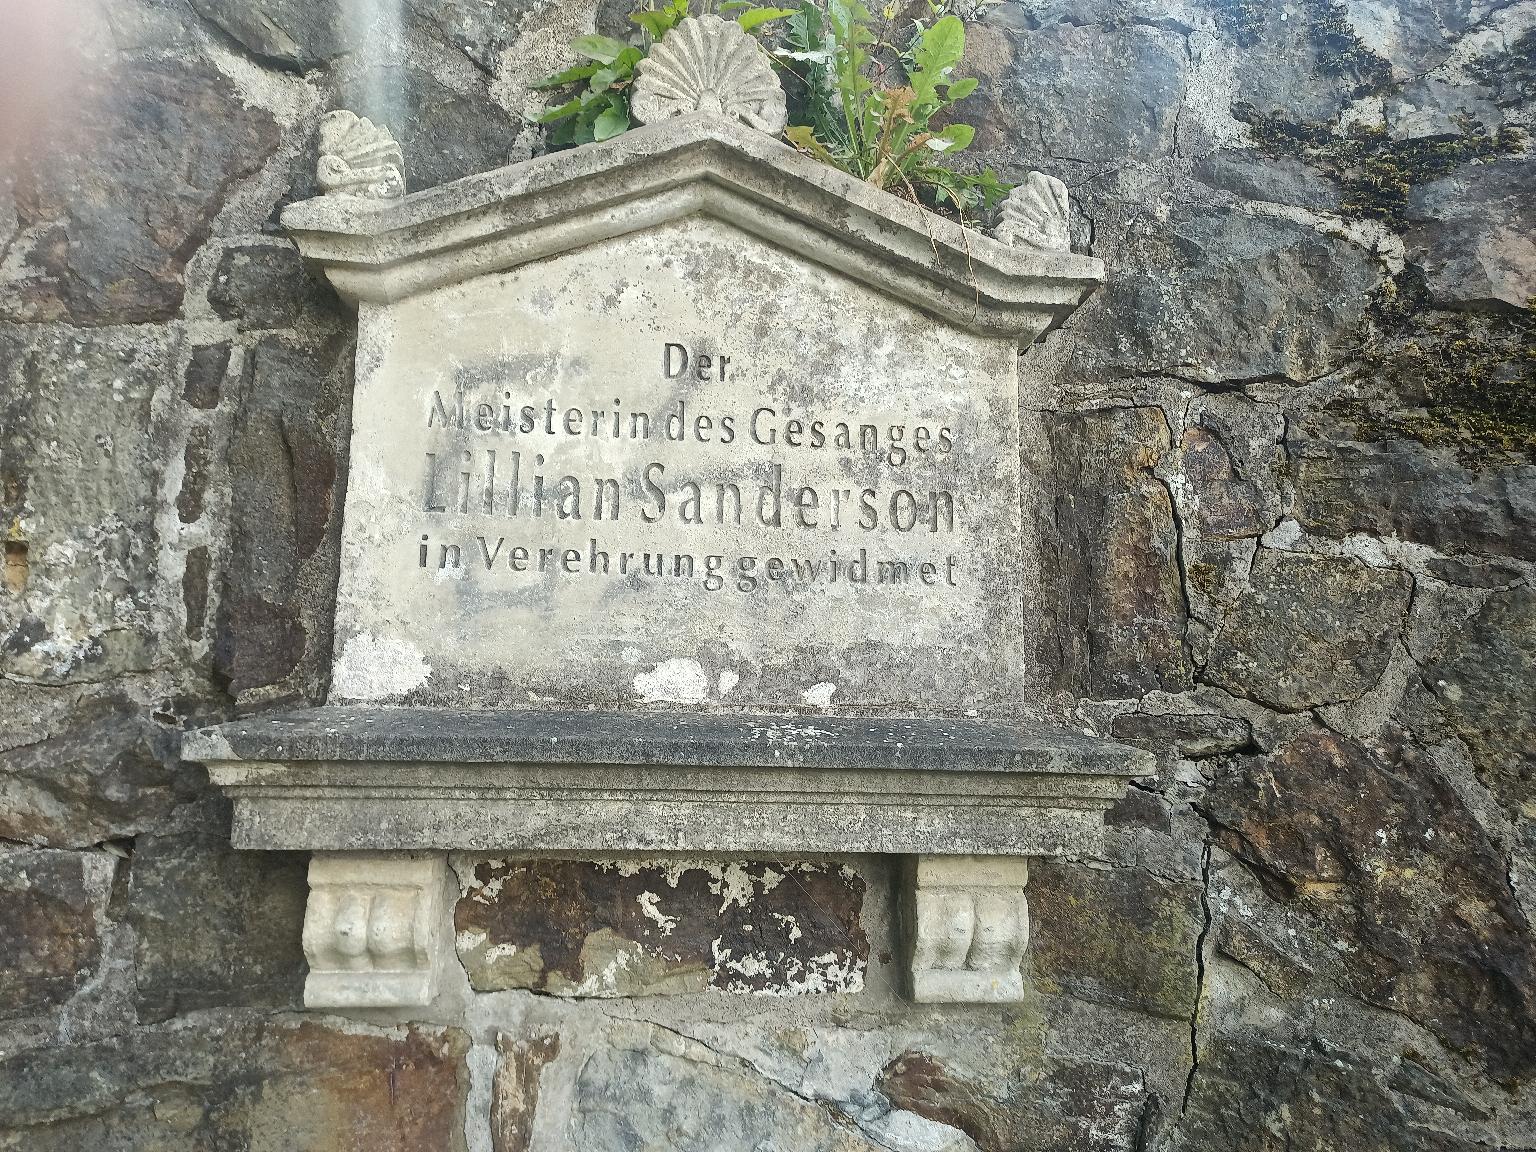 Der
Meisterin des Gesanges
Lillian Sanderson
in Verehrung gewidmet